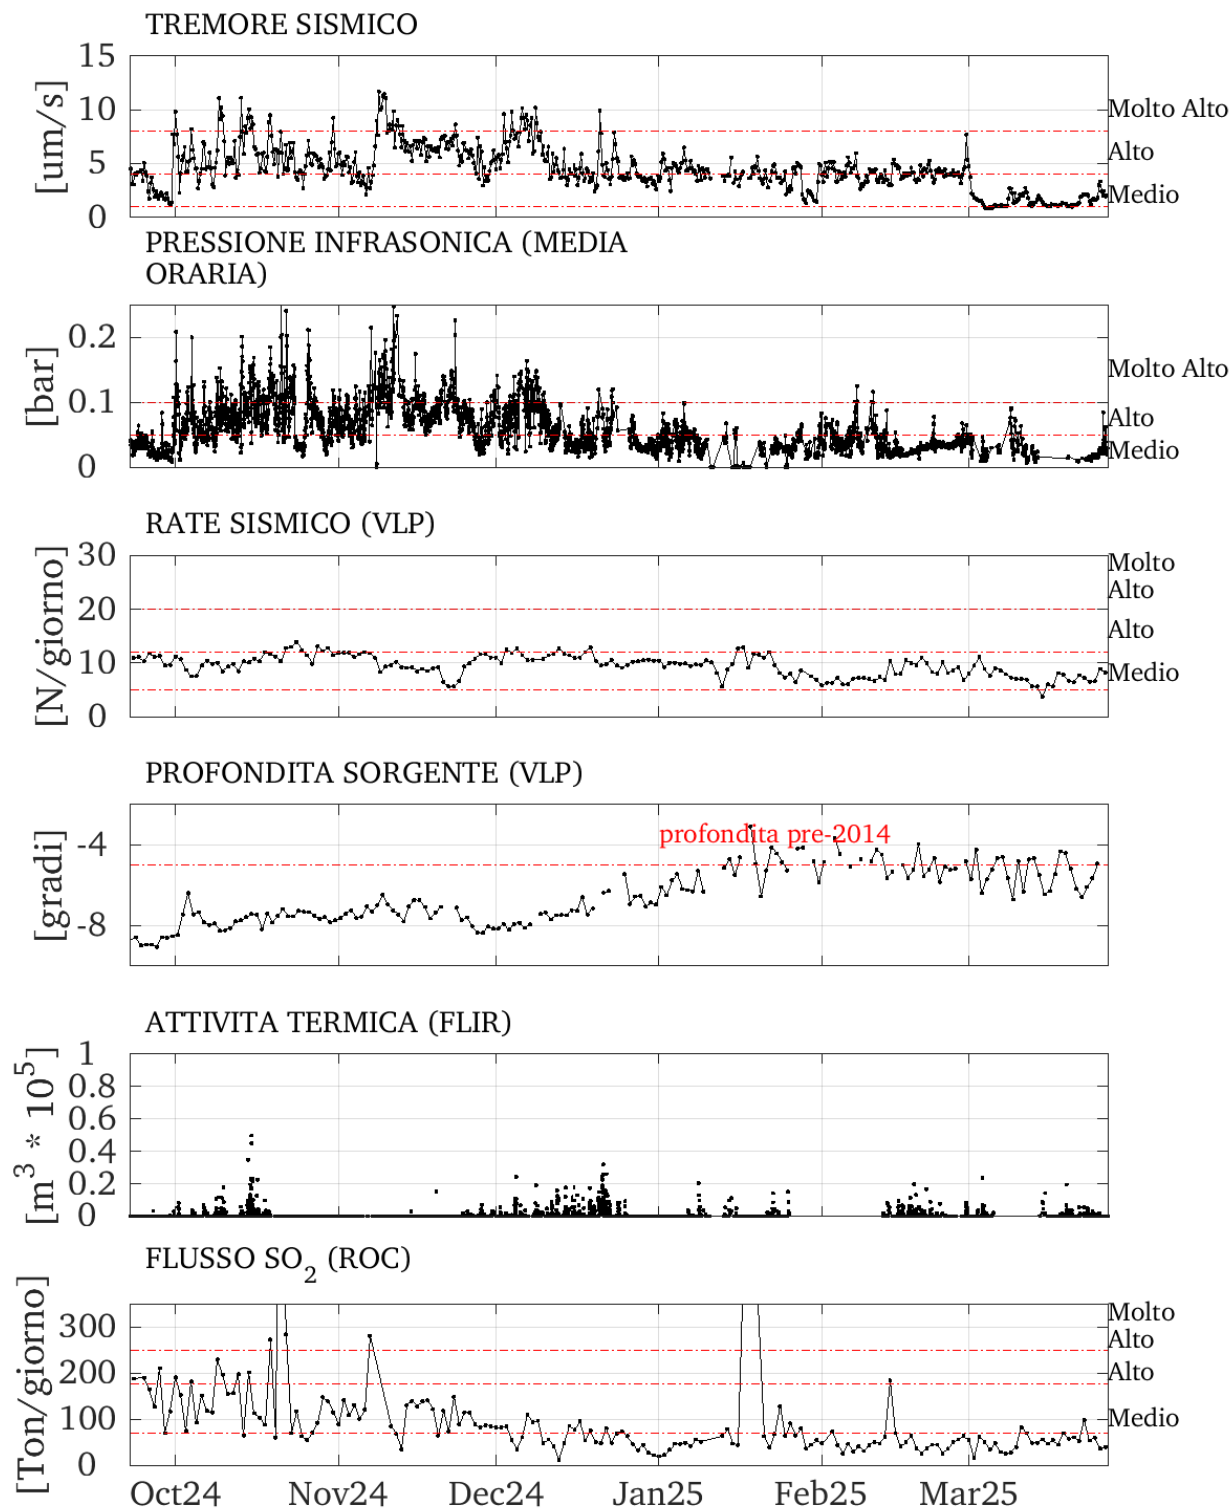 TREMORE SISMICO
15
10
5
0
[um/s]
Molto Alto
Alto
Medio
PRESSIONE INFRASONICA (MEDIA
ORARIA)
0.2
0.1
0
[bar]
Molto Alto
Alto
Medio
RATE SISMICO (VLP)
30
20
10
0
[N/giorno]
Molto
Alto
Alto
Medio
PROFONDITA SORGENTE (VLP)
-4
-8
[gradi]
profondita pre-2014
ATTIVITA TERMICA (FLIR)
1
0.8
0.6
0.4
0.2
0
[m³ * 10⁵]
FLUSSO SO₂ (ROC)
300
200
100
0
[Ton/giorno]
Molto
Alto
Alto
Medio
Oct24 Nov24 Dec24 Jan25 Feb25 Mar25